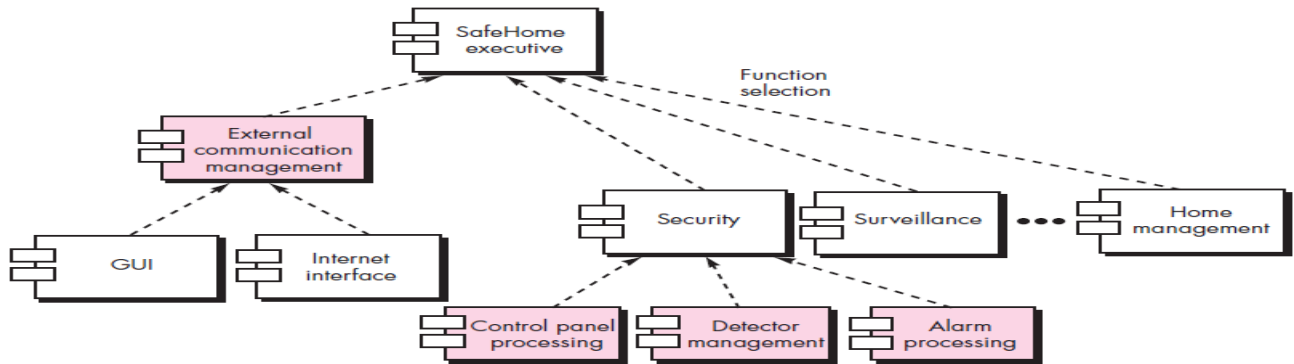 SafeHome
executive
Function
selection
External
communication
management
Security
Surveillance
Home
management
GUI
Internet
interface
Control panel
processing
Detector
management
Alarm
processing